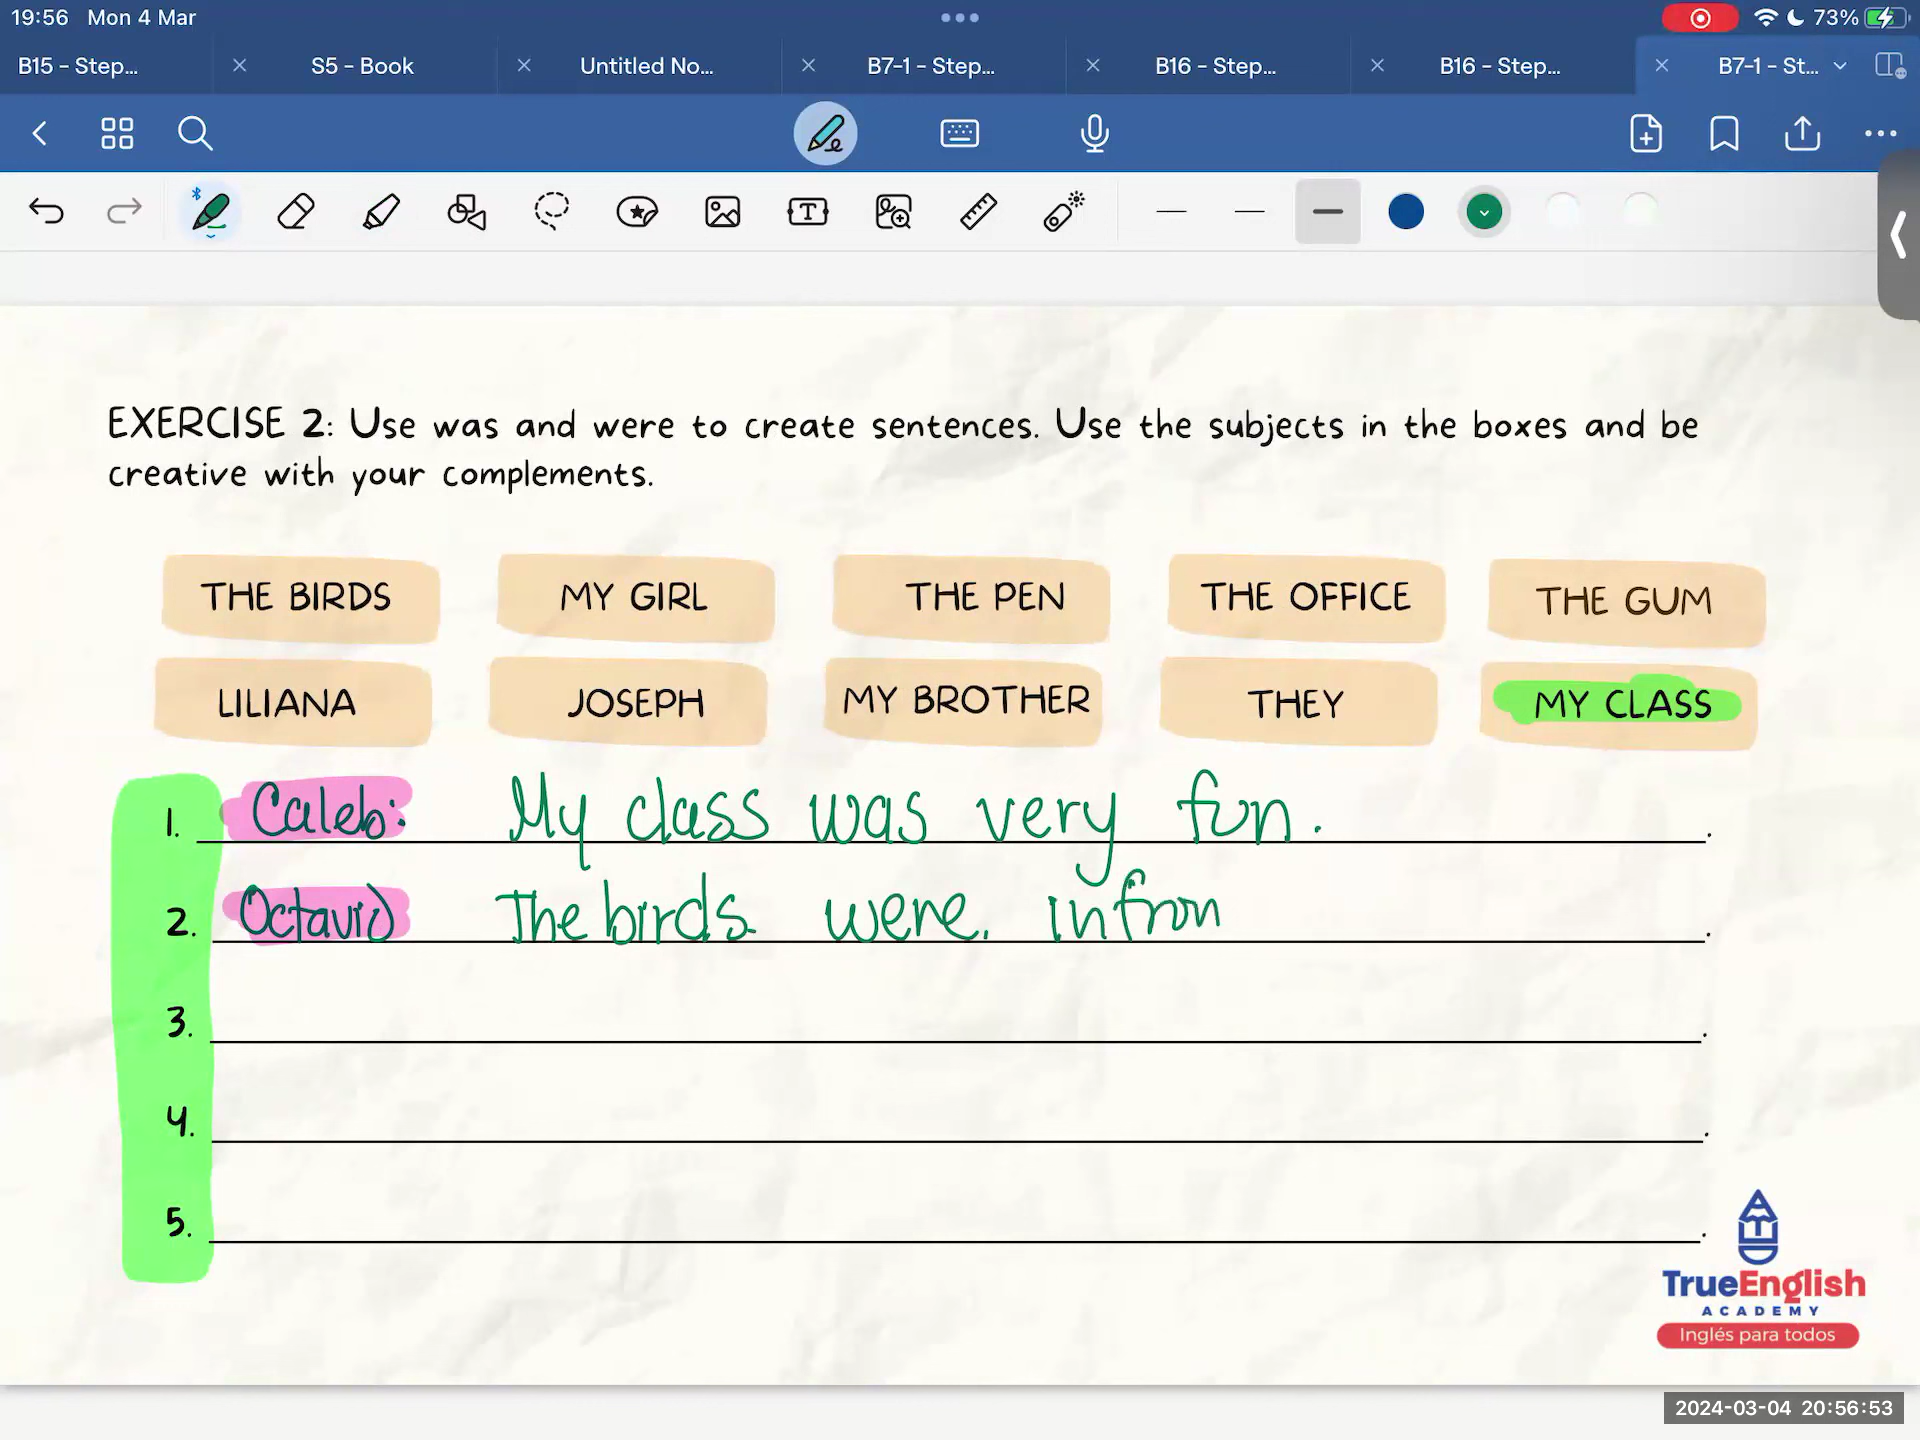 19:56 Mon 4 Mar
73%
B15 – Step...
S5 – Book
Untitled No...
B7-1 – Step...
B16 – Step...
B16 – Step...
B7-1 – St...
EXERCISE 2: Use was and were to create sentences. Use the subjects in the boxes and be
creative with your complements.
THE BIRDS MY GIRL THE PEN THE OFFICE THE GUM
LILIANA JOSEPH MY BROTHER THEY MY CLASS
1. Caleb: My class was very fun.
2. Octavio The birds were. infron
3.
4.
5.
TrueEnglish
ACADEMY
Inglés para todos
2024-03-04 20:56:53